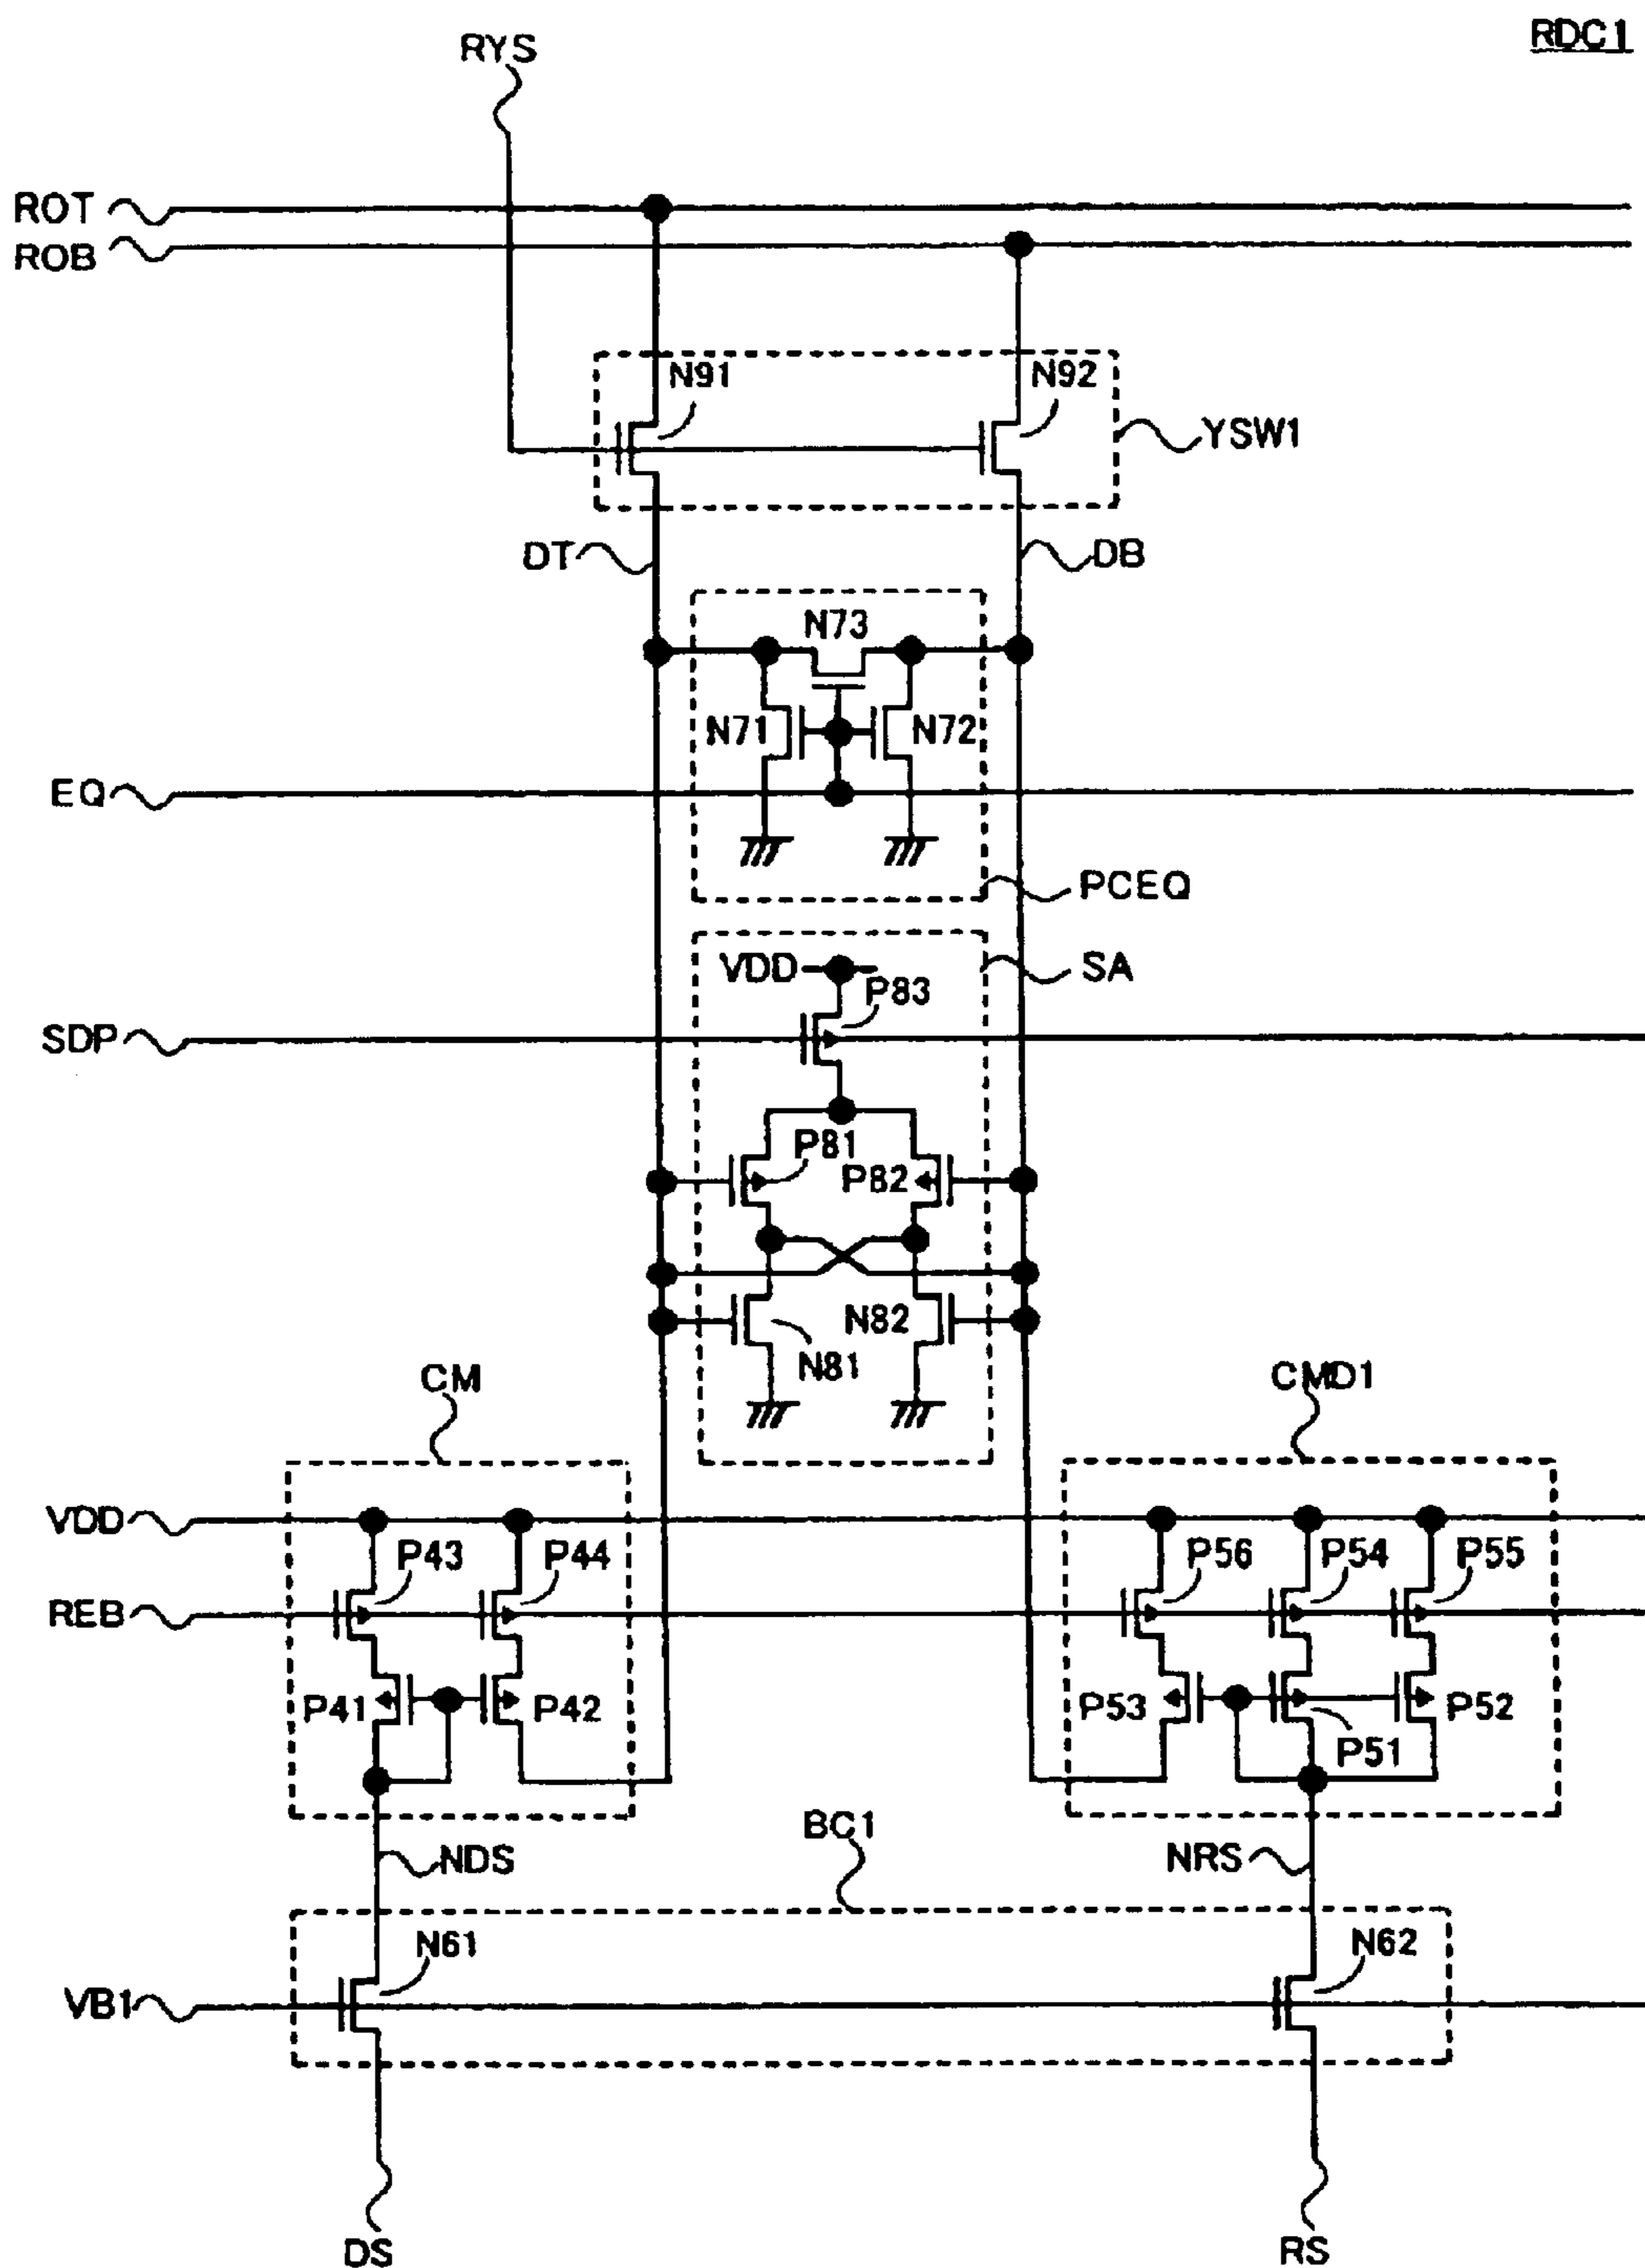 RDC1
RYS
ROT
ROB
N91
N92
YSW1
DT
DB
N73
N71
N72
EQ
PCEQ
VDD
SA
P83
SDP
P81
P82
N82
N81
CM
CMD1
VDD
P43
P44
P56
P54
P55
REB
P41
P42
P53
P52
P51
BC1
NDS
NRS
N61
N62
VB1
DS
RS